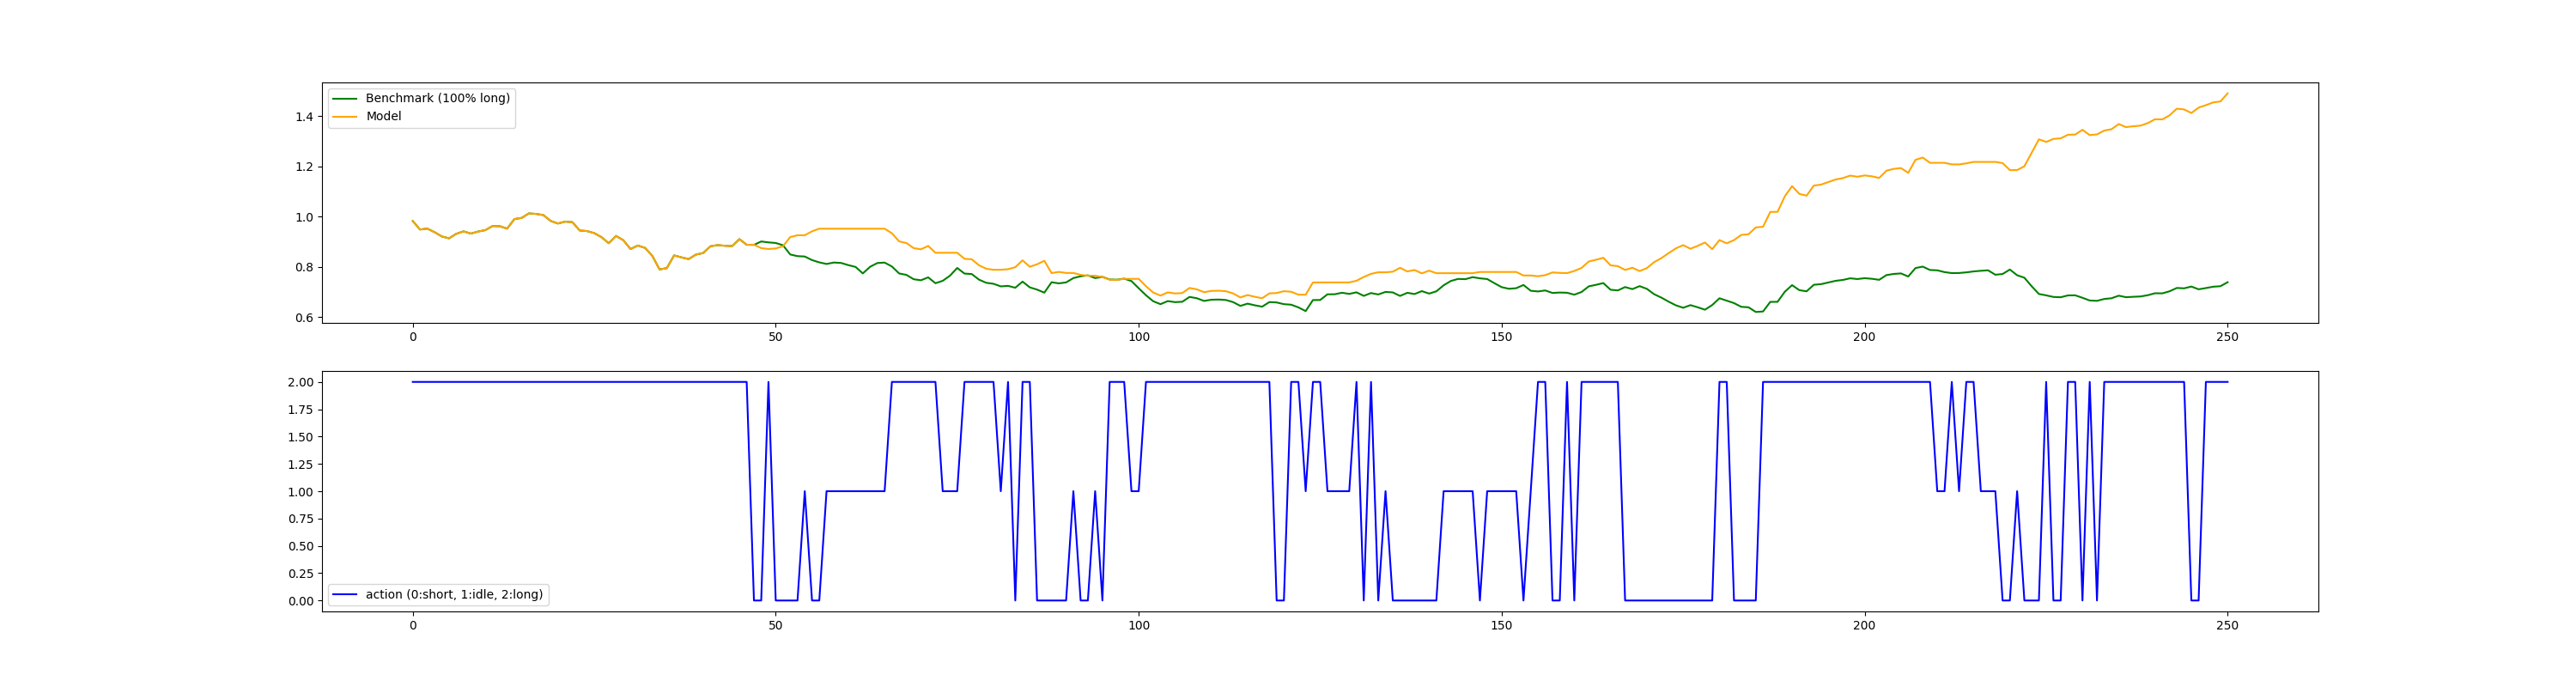 Benchmark (100% long)
Model
1.4
1.2
1.0
0.8
0.6
0 50 100 150 200 250
2.00
1.75
1.50
1.25
1.00
0.75
0.50
0.25
0.00
action (0:short, 1:idle, 2:long)
0 50 100 150 200 250